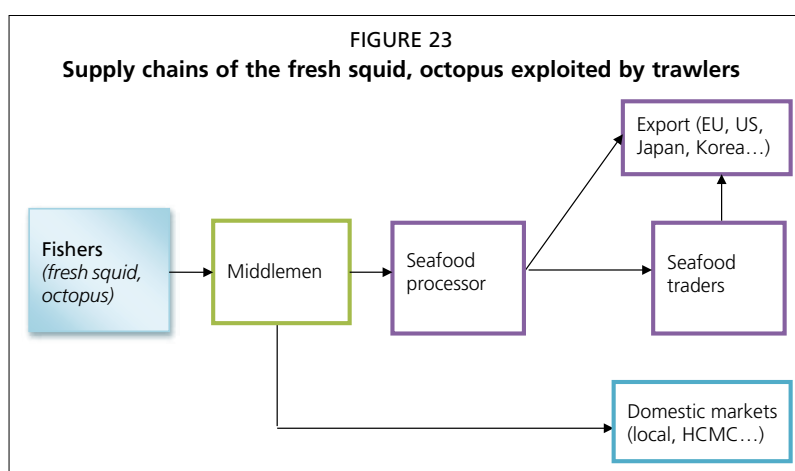 FIGURE 23
Supply chains of the fresh squid, octopus exploited by trawlers
Export (EU, US,
Japan, Korea...)
Fishers
(fresh squid,
octopus)
Middlemen
Seafood
processor
Seafood
traders
Domestic markets
(local, HCMC...)